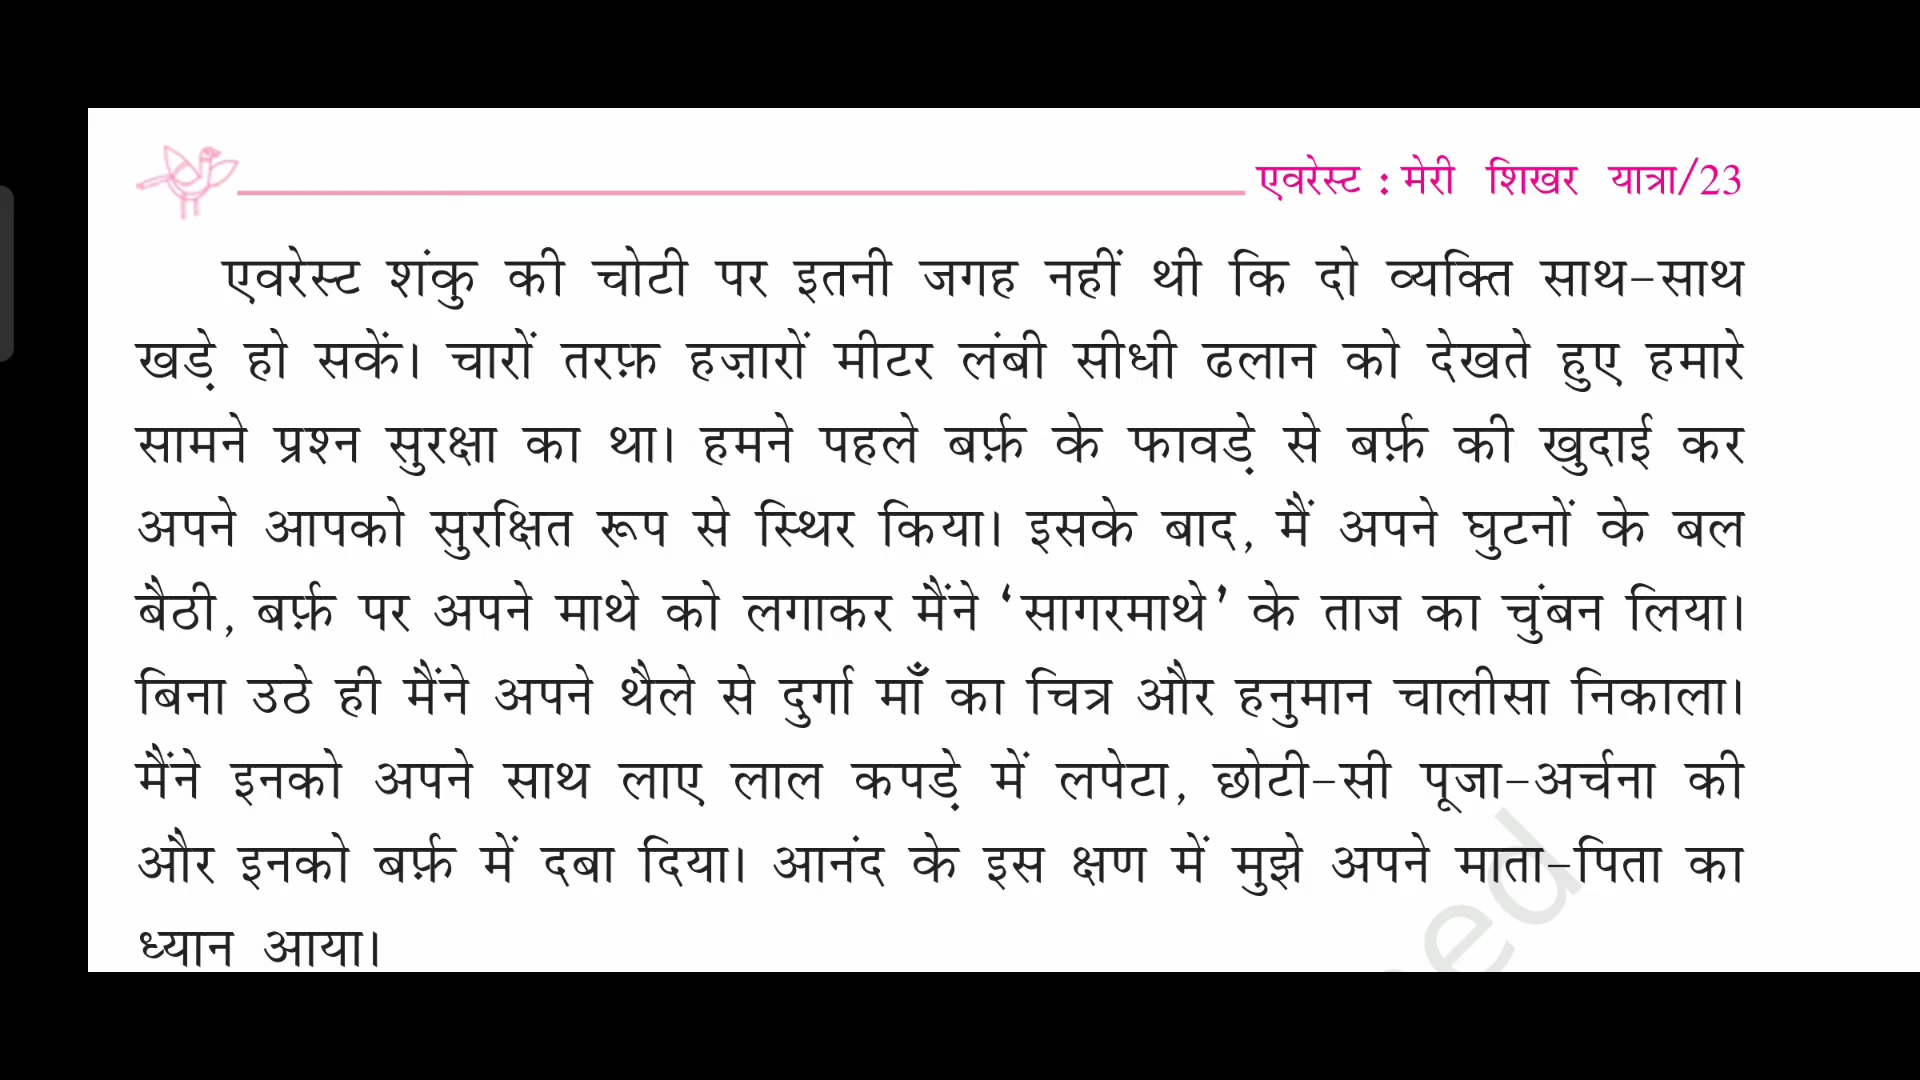 एवरेस्ट : मेरी शिखर यात्रा/23
एवरेस्ट शंकु की चोटी पर इतनी जगह नहीं थी कि दो व्यक्ति साथ-साथ
खड़े हो सकें। चारों तरफ़ हज़ारों मीटर लंबी सीधी ढलान को देखते हुए हमारे
सामने प्रश्न सुरक्षा का था। हमने पहले बर्फ़ के फावड़े से बर्फ़ की खुदाई कर
अपने आपको सुरक्षित रूप से स्थिर किया। इसके बाद, मैं अपने घुटनों के बल
बैठी, बर्फ़ पर अपने माथे को लगाकर मैंने ‘सागरमाथे’ के ताज का चुंबन लिया।
बिना उठे ही मैंने अपने थैले से दुर्गा माँ का चित्र और हनुमान चालीसा निकाला।
मैंने इनको अपने साथ लाए लाल कपड़े में लपेटा, छोटी-सी पूजा-अर्चना की
और इनको बर्फ़ में दबा दिया। आनंद के इस क्षण में मुझे अपने माता-पिता का
ध्यान आया।